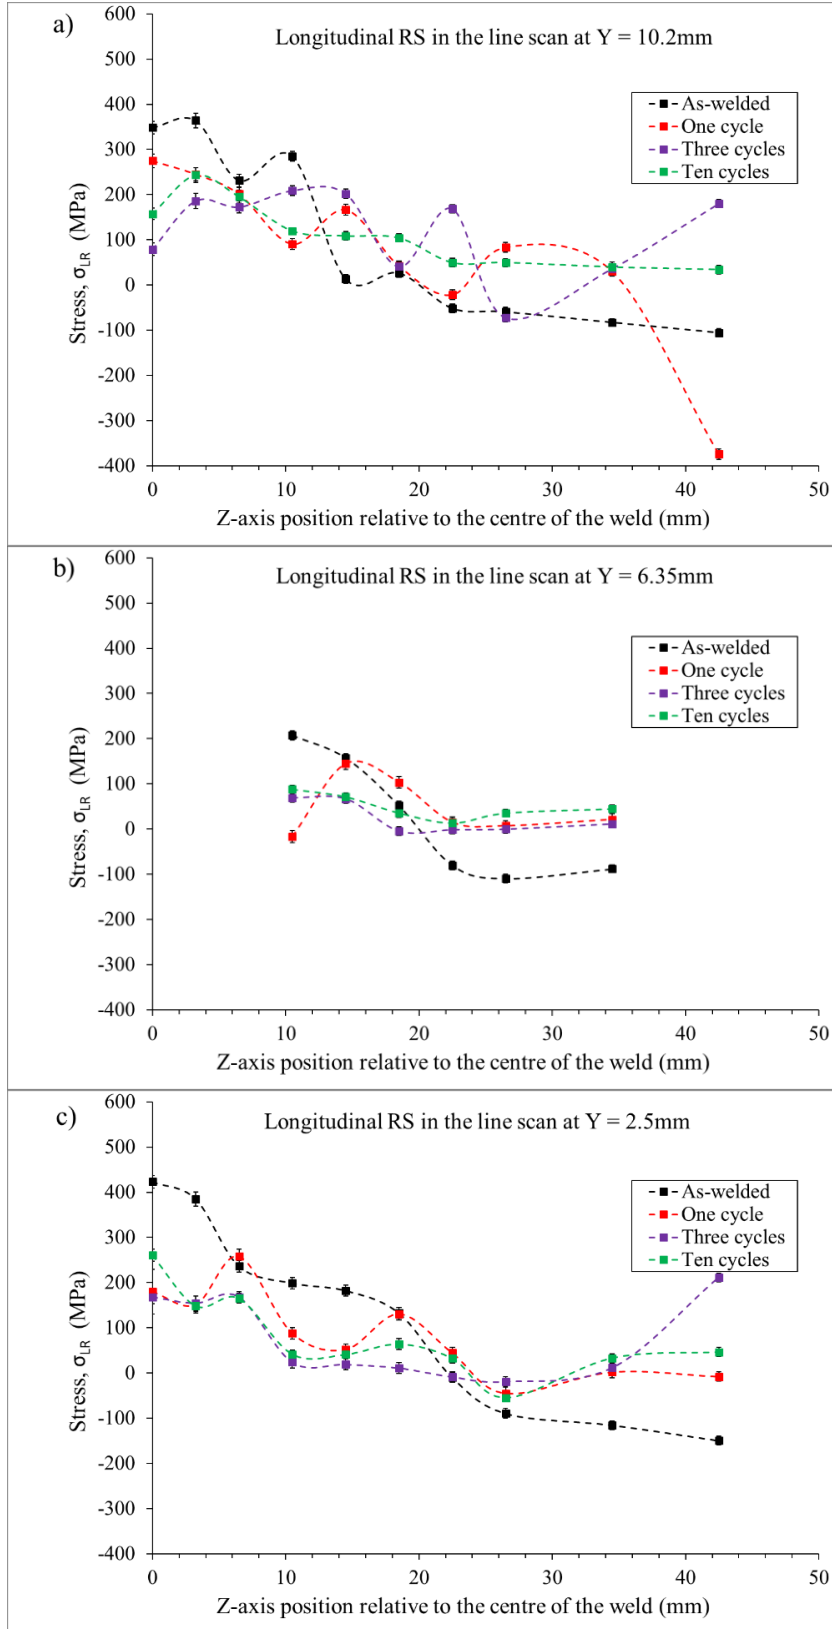 a)
Longitudinal RS in the line scan at Y = 10.2mm
As-welded
One cycle
Three cycles
Ten cycles
Stress, σLR (MPa)
600
500
400
300
200
100
0
-100
-200
-300
-400
0 10 20 30 40 50
Z-axis position relative to the centre of the weld (mm)
b)
Longitudinal RS in the line scan at Y = 6.35mm
As-welded
One cycle
Three cycles
Ten cycles
Stress, σLR (MPa)
600
500
400
300
200
100
0
-100
-200
-300
-400
0 10 20 30 40 50
Z-axis position relative to the centre of the weld (mm)
c)
Longitudinal RS in the line scan at Y = 2.5mm
As-welded
One cycle
Three cycles
Ten cycles
Stress, σLR (MPa)
600
500
400
300
200
100
0
-100
-200
-300
-400
0 10 20 30 40 50
Z-axis position relative to the centre of the weld (mm)